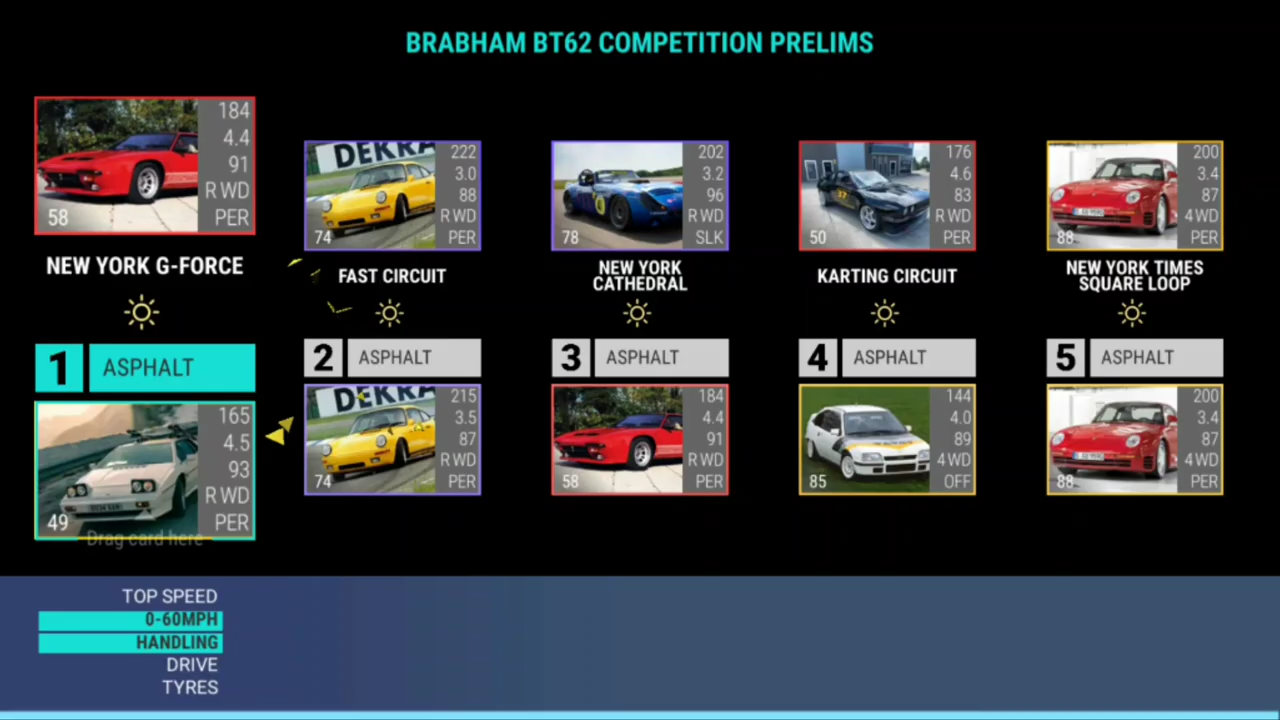 BRABHAM BT62 COMPETITION PRELIMS
184
4.4
91
RWD
PER
58
DEKRA
222
3.0
88
RWD
PER
74
202
3.2
96
RWD
SLK
78
176
4.6
83
RWD
PER
50
200
3.4
87
4WD
PER
88
NEW YORK G-FORCE
FAST CIRCUIT
NEW YORK
CATHEDRAL
KARTING CIRCUIT
NEW YORK TIMES
SQUARE LOOP
1 ASPHALT
2 ASPHALT
3 ASPHALT
4 ASPHALT
5 ASPHALT
165
4.5
93
RWD
PER
49
Drag card here
DEKRA
215
3.5
87
RWD
PER
74
184
4.4
91
RWD
PER
58
144
4.0
89
4WD
OFF
85
200
3.4
87
4WD
PER
88
TOP SPEED
0-60MPH
HANDLING
DRIVE
TYRES